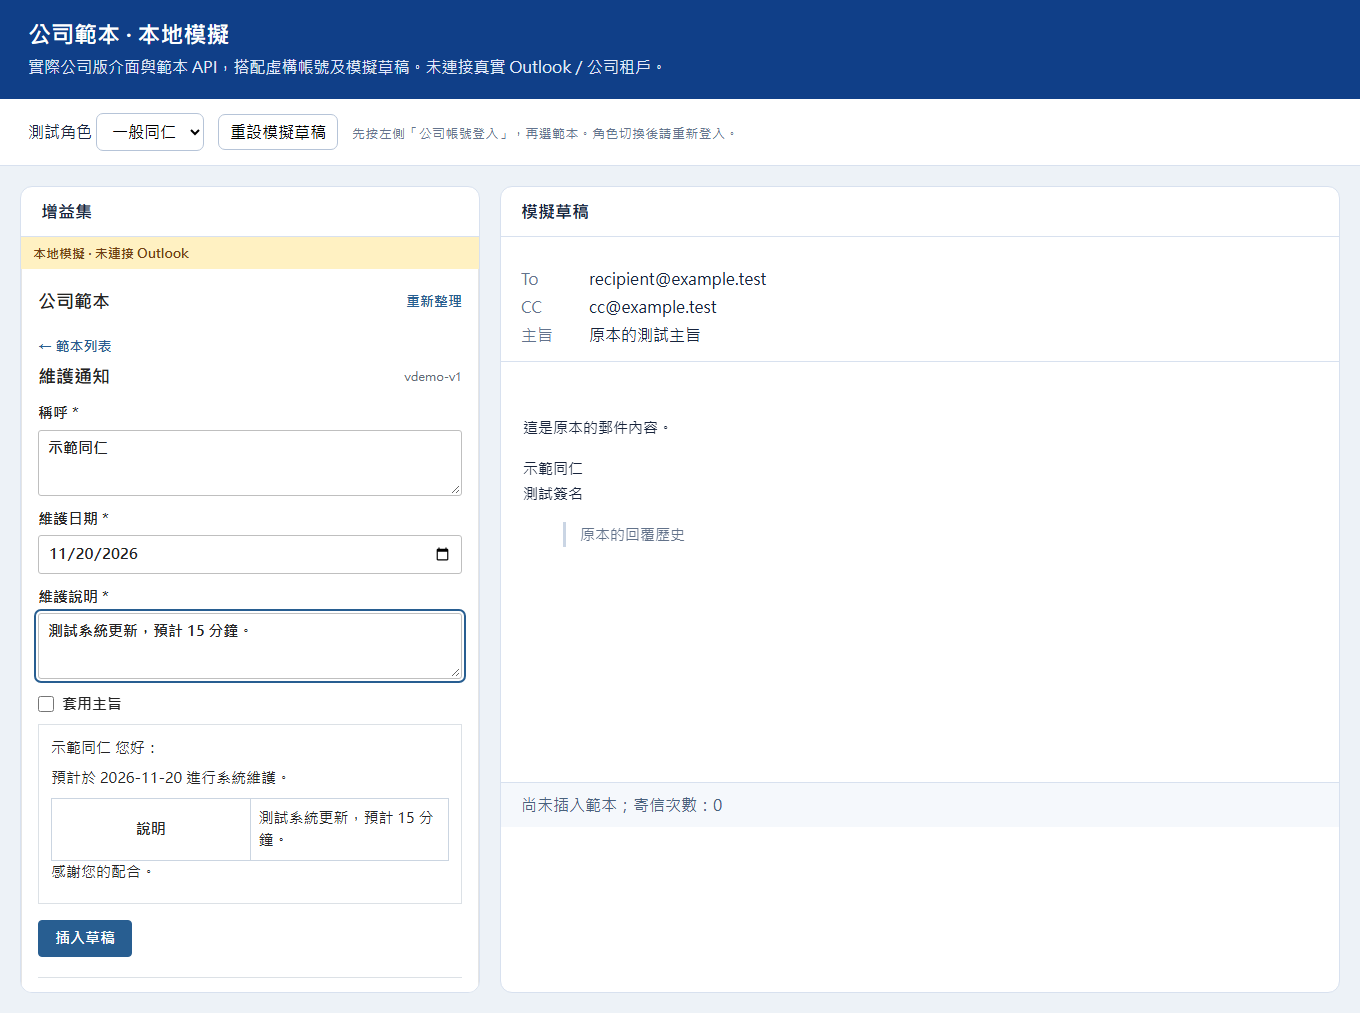 公司範本 · 本地模擬
實際公司版介面與範本 API，搭配虛構帳號及模擬草稿。未連接真實 Outlook / 公司租戶。
測試角色 一般同仁 重設模擬草稿 先按左側「公司帳號登入」，再選範本。角色切換後請重新登入。
增益集
本地模擬 · 未連接 Outlook
公司範本 重新整理
← 範本列表
維護通知 vdemo-v1
稱呼 *
示範同仁
維護日期 *
11/20/2026
維護說明 *
測試系統更新，預計 15 分鐘。
套用主旨
示範同仁 您好：
預計於 2026-11-20 進行系統維護。
說明
測試系統更新，預計 15 分
鐘。
感謝您的配合。
插入草稿
模擬草稿
To recipient@example.test
CC cc@example.test
主旨 原本的測試主旨
這是原本的郵件內容。
示範同仁
測試簽名
原本的回覆歷史
尚未插入範本；寄信次數：0